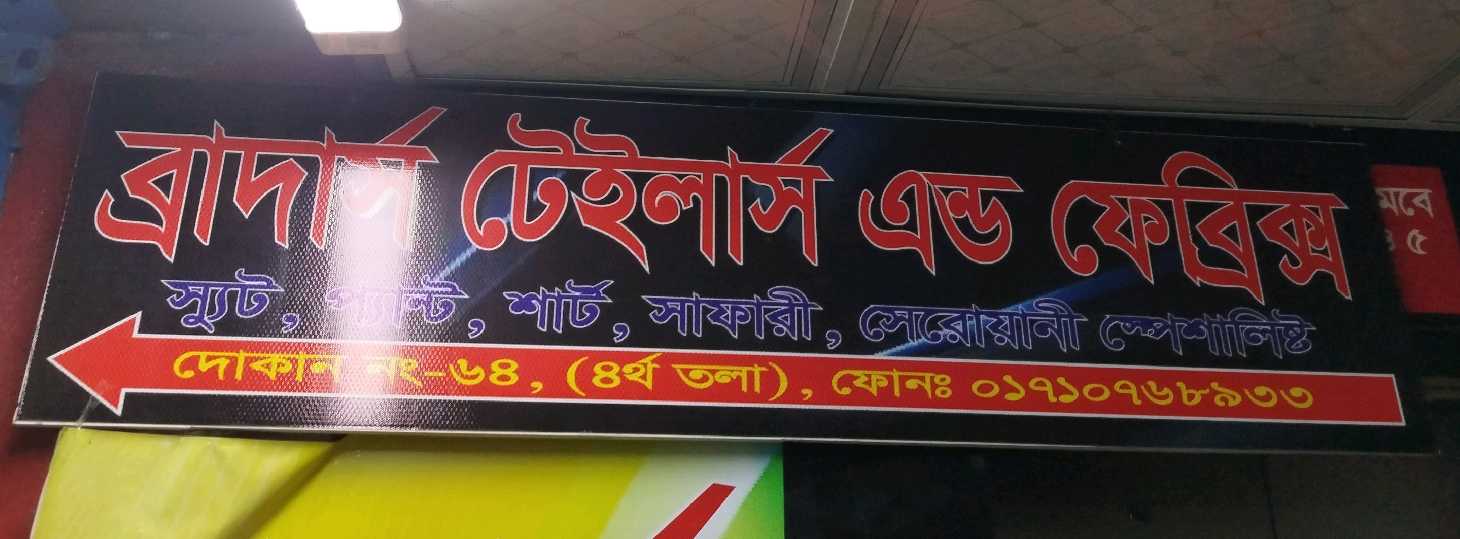 ব্রাদার্স টেইলার্স এন্ড ফেব্রিক্স
স্যুট, প্যান্ট, শার্ট, সাফারী, সেরোয়ানী স্পেশালিষ্ট
দোকান নং-৬৪, (৪র্থ তলা), ফোনঃ ০১৭১০৭৬৮৯৩৩